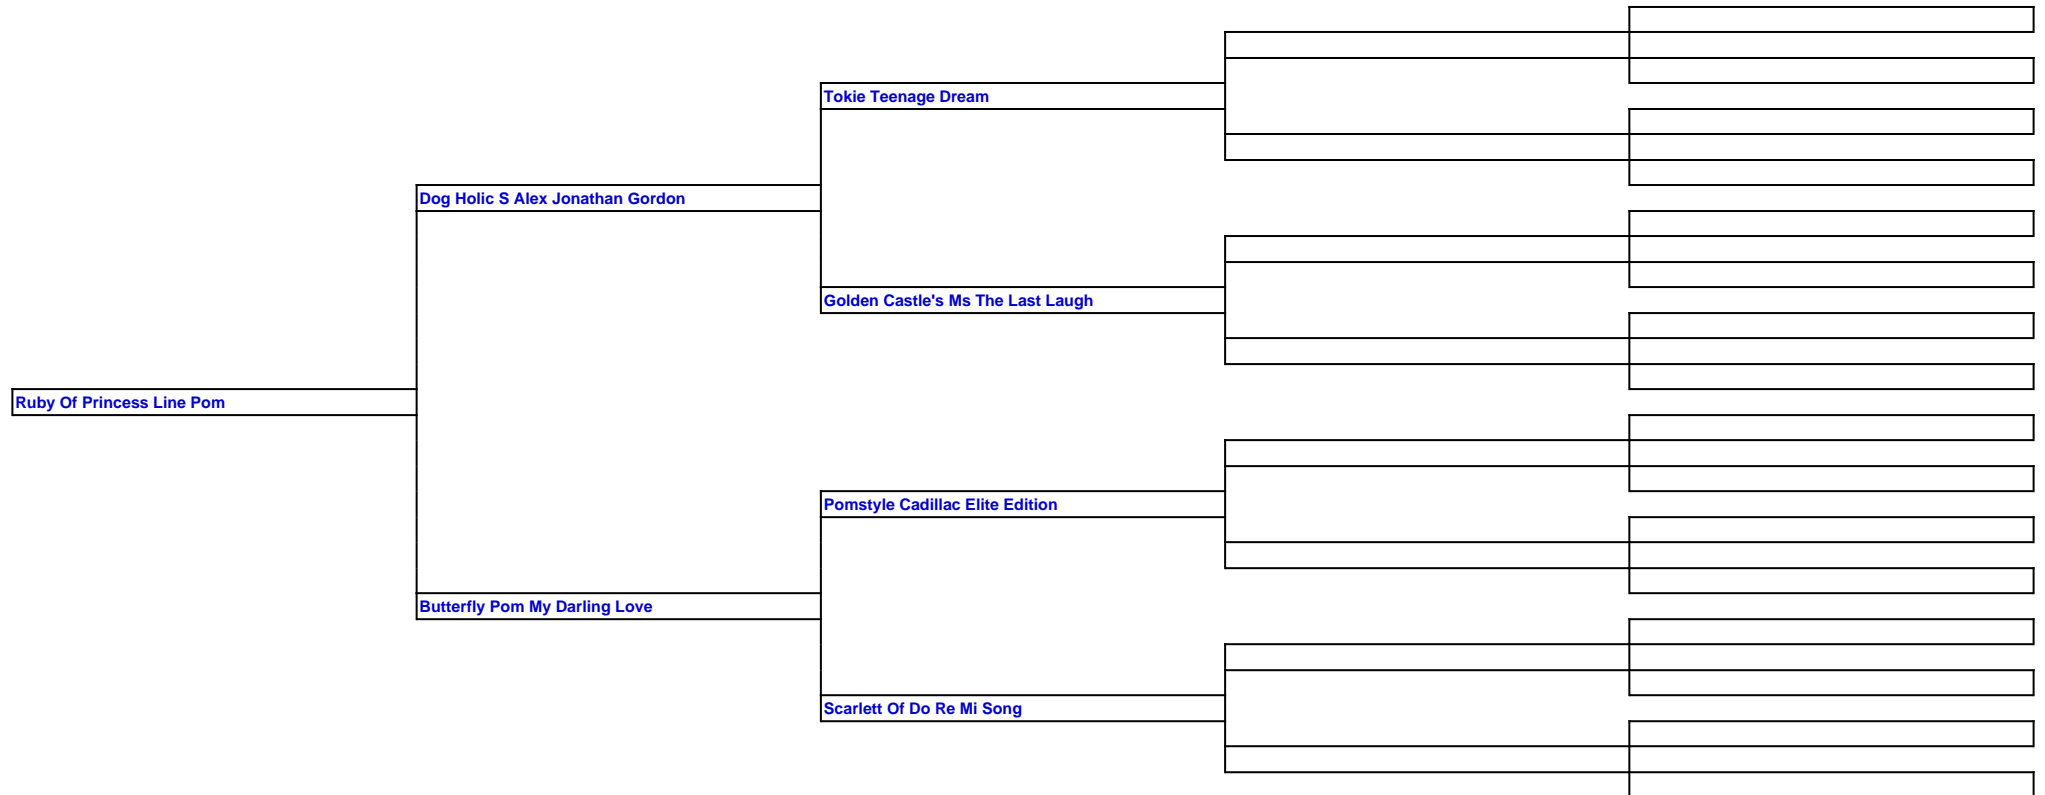 Tokie Teenage Dream
Dog Holic S Alex Jonathan Gordon
Golden Castle's Ms The Last Laugh
Ruby Of Princess Line Pom
Pomstyle Cadillac Elite Edition
Butterfly Pom My Darling Love
Scarlett Of Do Re Mi Song